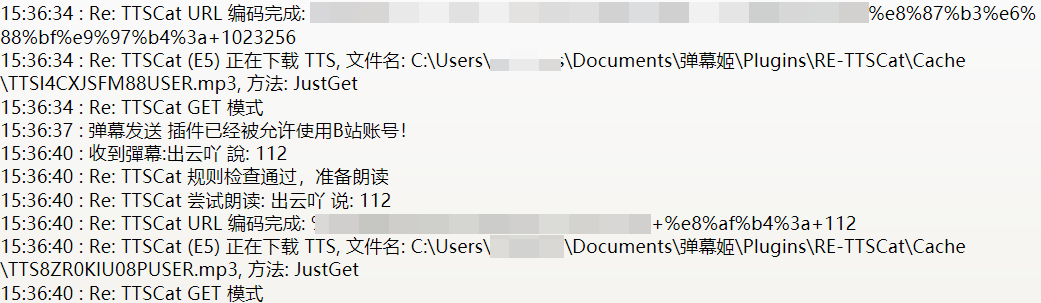 15:36:34 : Re: TTSCat URL 编码完成: %e8%87%b3%e6%
88%bf%e9%97%b4%3a+1023256
15:36:34 : Re: TTSCat (E5) 正在下载 TTS, 文件名: C:\Users\ s\Documents\弹幕姬\Plugins\RE-TTSCat\Cache
\TTSI4CXJSFM88USER.mp3, 方法: JustGet
15:36:34 : Re: TTSCat GET 模式
15:36:37 : 弹幕发送 插件已经被允许使用B站账号!
15:36:40 : 收到彈幕:出云吖 說: 112
15:36:40 : Re: TTSCat 规则检查通过，准备朗读
15:36:40 : Re: TTSCat 尝试朗读: 出云吖 说: 112
15:36:40 : Re: TTSCat URL 编码完成: +%e8%af%b4%3a+112
15:36:40 : Re: TTSCat (E5) 正在下载 TTS, 文件名: C:\Users\ \Documents\弹幕姬\Plugins\RE-TTSCat\Cache
\TTS8ZR0KIU08PUSER.mp3, 方法: JustGet
15:36:40 : Re: TTSCat GET 模式